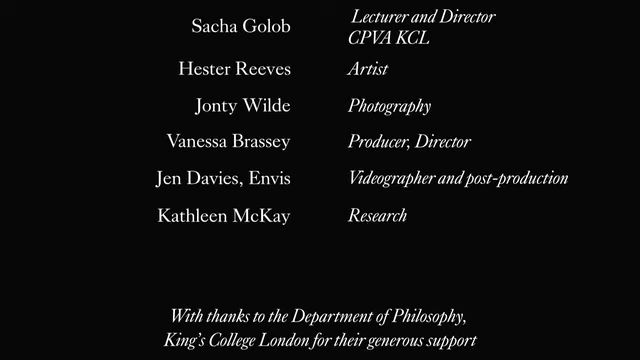 Sacha Golob Lecturer and Director
CPVA KCL
Hester Reeves Artist
Jonty Wilde Photography
Vanessa Brassey Producer, Director
Jen Davies, Envis Videographer and post-production
Kathleen McKay Research
With thanks to the Department of Philosophy,
King's College London for their generous support